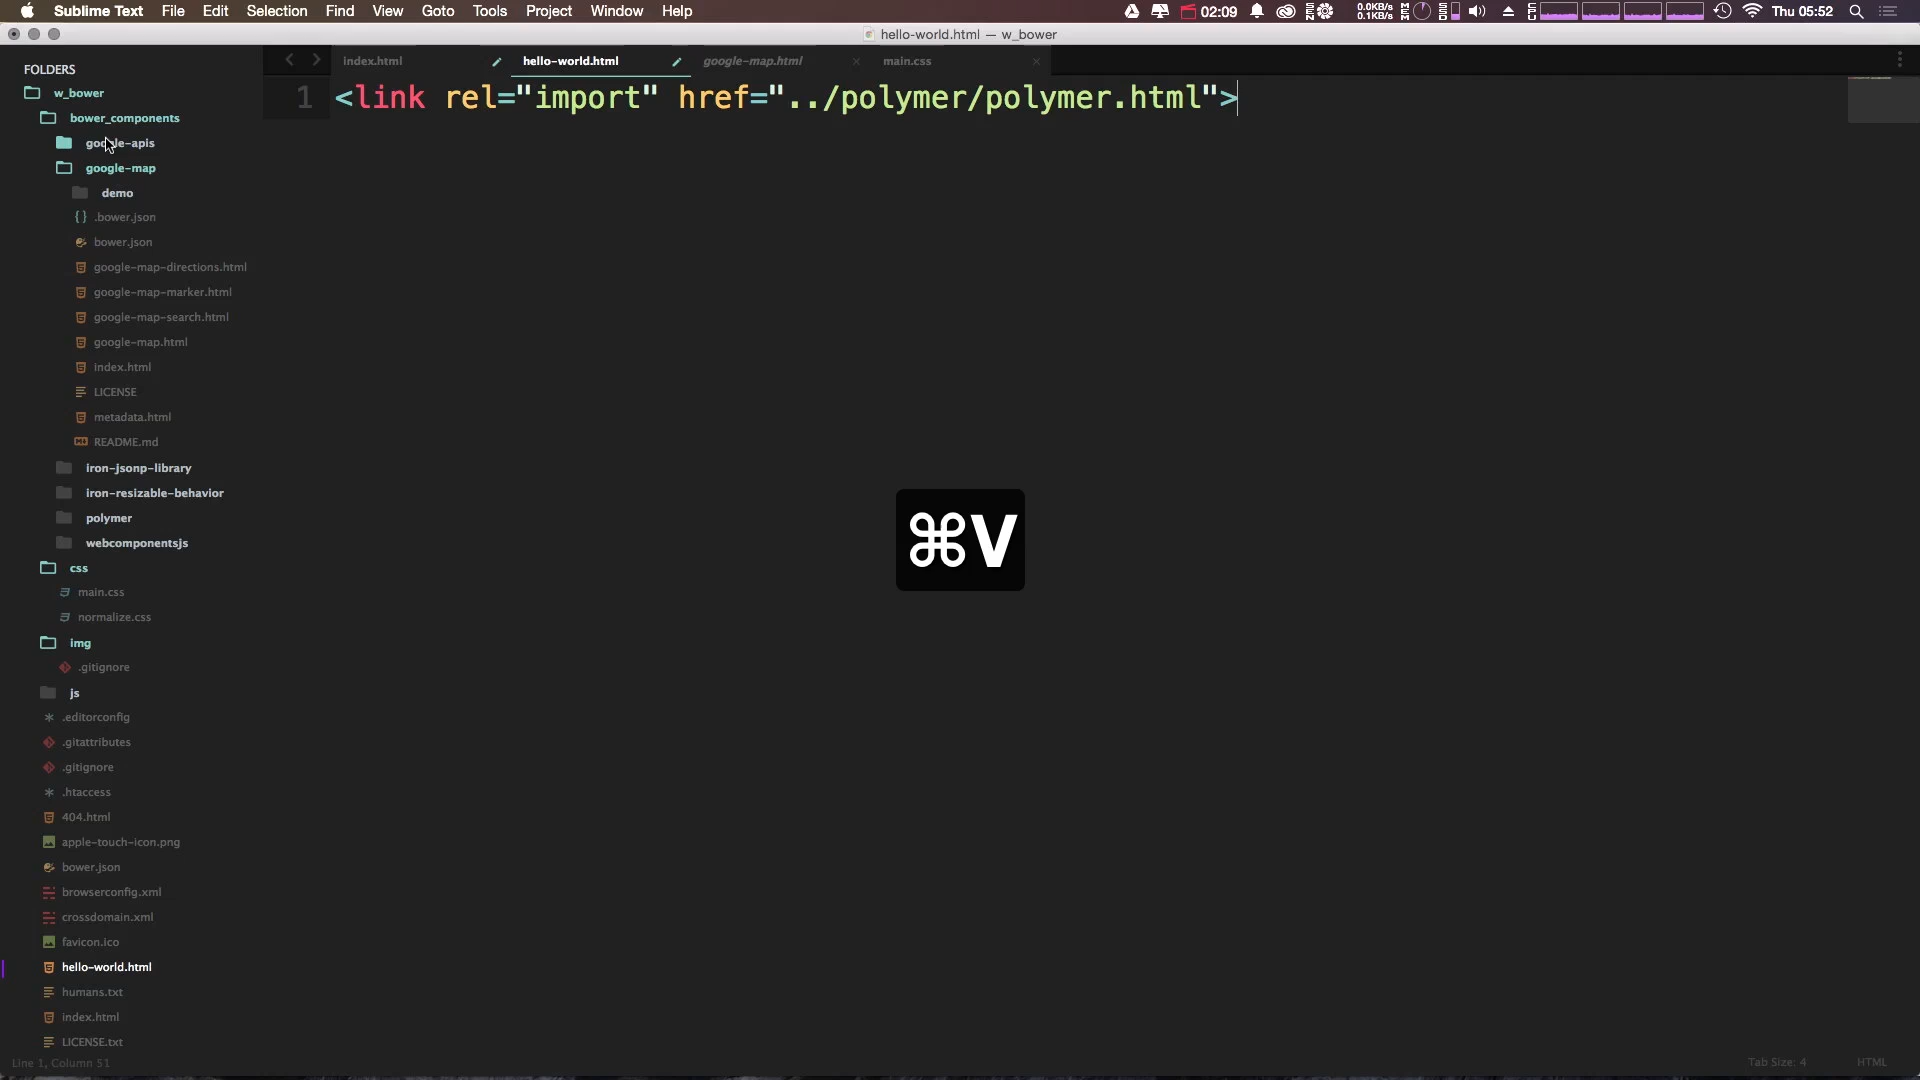 Sublime Text File Edit Selection Find View Goto Tools Project Window Help 02:09 0.0KB/s 0.1KB/s Thu 05:52
hello-world.html — w_bower
index.html hello-world.html google-map.html main.css
FOLDERS
w_bower
bower_components
google-apis
google-map
demo
.bower.json
bower.json
google-map-directions.html
google-map-marker.html
google-map-search.html
google-map.html
index.html
LICENSE
metadata.html
README.md
iron-jsonp-library
iron-resizable-behavior
polymer
webcomponentsjs
css
main.css
normalize.css
img
.gitignore
js
.editorconfig
.gitattributes
.gitignore
.htaccess
404.html
apple-touch-icon.png
bower.json
browserconfig.xml
crossdomain.xml
favicon.ico
hello-world.html
humans.txt
index.html
LICENSE.txt
1 <link rel="import" href="../polymer/polymer.html">
⌘V
Line 1, Column 51 Tab Size: 4 HTML